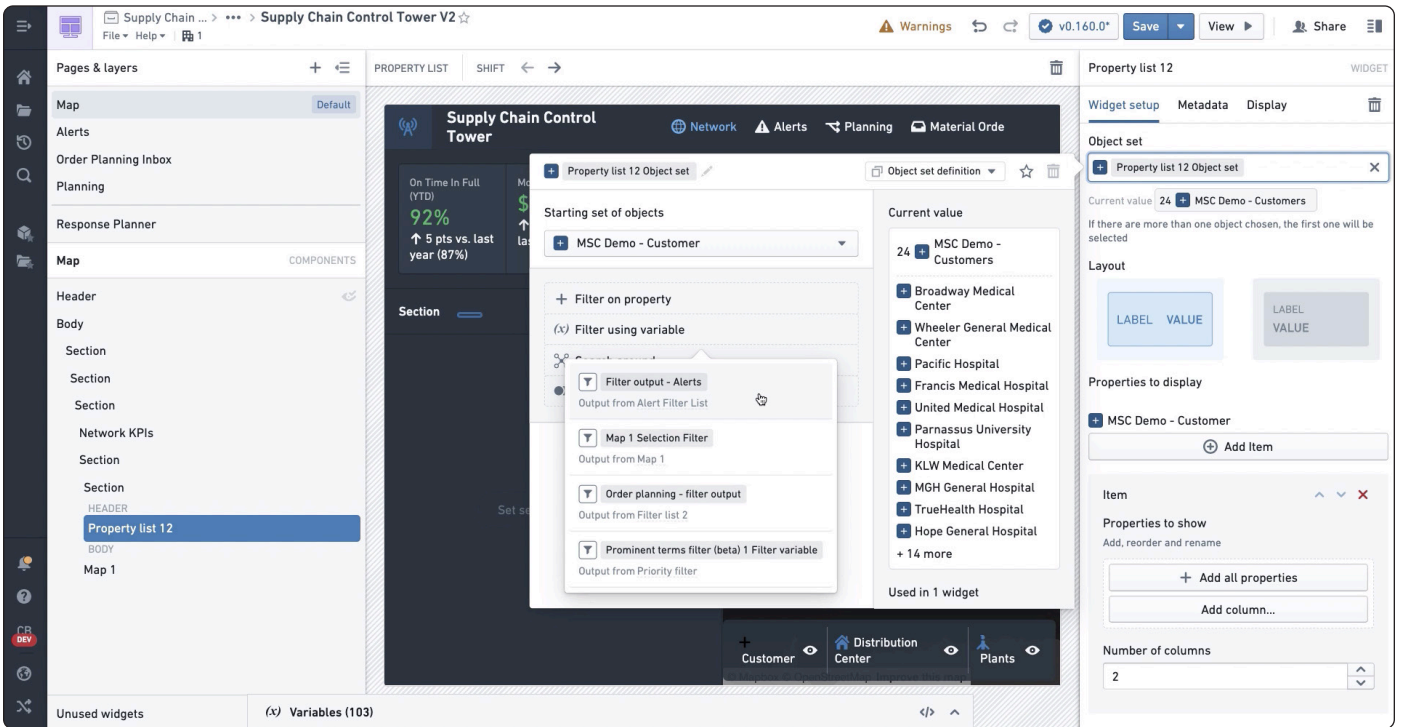 Supply Chain ... > ••• > Supply Chain Control Tower V2
File Help 1
Warnings
v0.160.0*
Save
View
Share
Pages & layers
Map
Default
Alerts
Order Planning Inbox
Planning
Response Planner
Map
COMPONENTS
Header
Body
Section
Section
Section
Network KPIs
Section
Section
HEADER
Property list 12
BODY
Map 1
Unused widgets
DEV
PROPERTY LIST
SHIFT
Supply Chain Control
Tower
Network
Alerts
Planning
Material Orde
On Time In Full
(YTD)
92%
5 pts vs. last
year (87%)
Section
Set se
Property list 12 Object set
Object set definition
Starting set of objects
MSC Demo - Customer
+ Filter on property
(x) Filter using variable
Filter output - Alerts
Output from Alert Filter List
Map 1 Selection Filter
Output from Map 1
Order planning - filter output
Output from Filter list 2
Prominent terms filter (beta) 1 Filter variable
Output from Priority filter
Current value
24 MSC Demo -
Customers
Broadway Medical
Center
Wheeler General Medical
Center
Pacific Hospital
Francis Medical Hospital
United Medical Hospital
Parnassus University
Hospital
KLW Medical Center
MGH General Hospital
TrueHealth Hospital
Hope General Hospital
+ 14 more
Used in 1 widget
Customer
Distribution
Center
Plants
(x) Variables (103)
</>
Property list 12
WIDGET
Widget setup
Metadata
Display
Object set
Property list 12 Object set
Current value 24 MSC Demo - Customers
If there are more than one object chosen, the first one will be
selected
Layout
LABEL VALUE
LABEL
VALUE
Properties to display
MSC Demo - Customer
Add Item
Item
Properties to show
Add, reorder and rename
+ Add all properties
Add column...
Number of columns
2